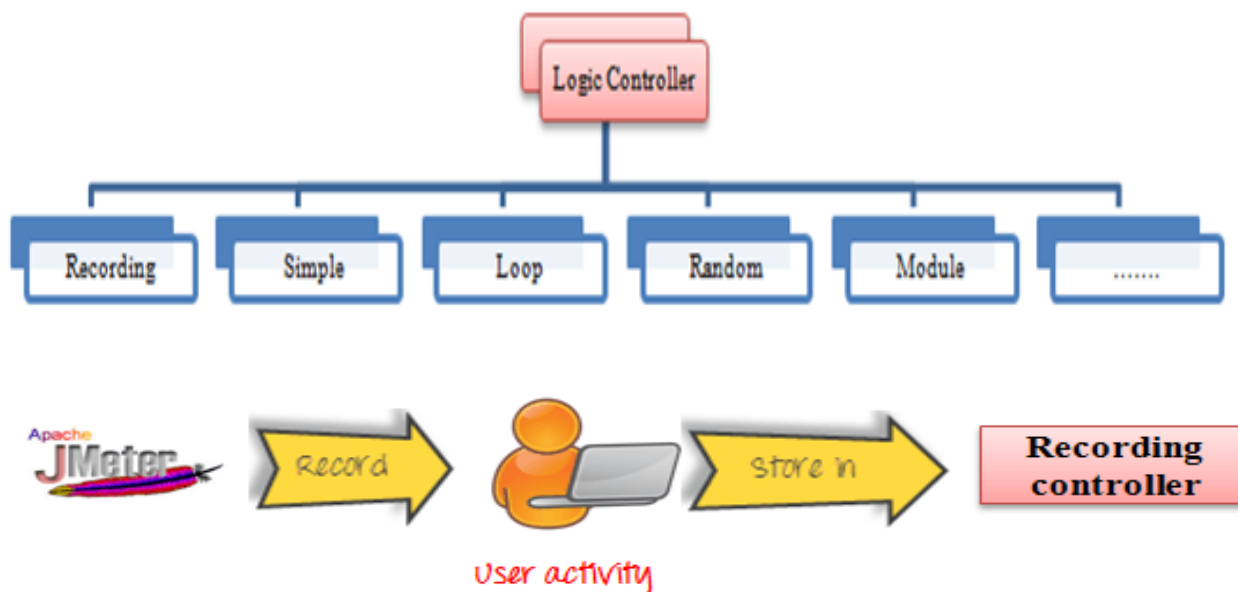 Logic Controller
Recording
Simple
Loop
Random
Module
.......
Apache
JMeter
Record
Store in
Recording
controller
User activity